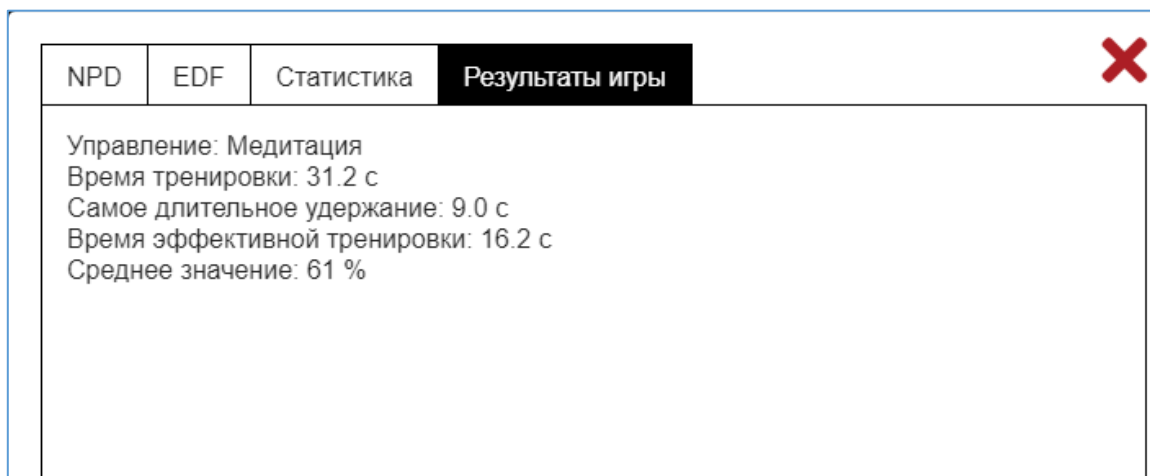 NPD EDF Статистика Результаты игры
Управление: Медитация
Время тренировки: 31.2 с
Самое длительное удержание: 9.0 с
Время эффективной тренировки: 16.2 с
Среднее значение: 61 %